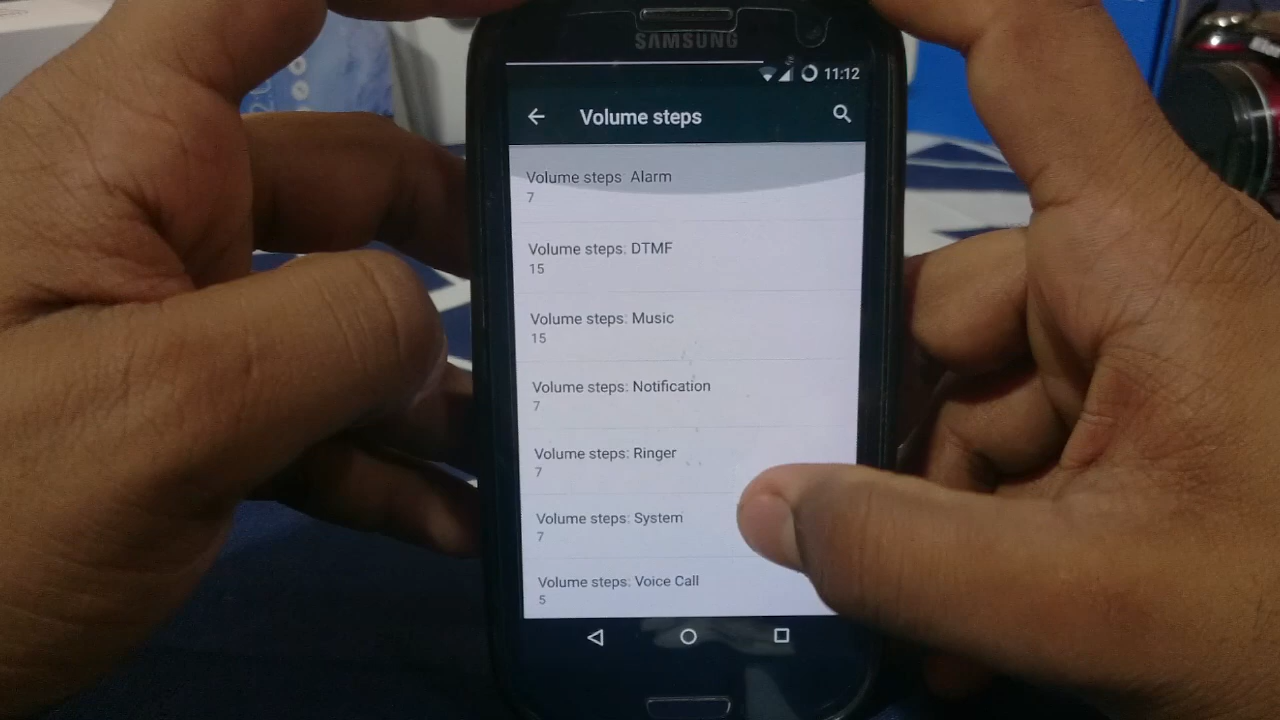 SAMSUNG
11:12
Volume steps
Volume steps: Alarm
7
Volume steps: DTMF
15
Volume steps: Music
15
Volume steps: Notification
7
Volume steps: Ringer
7
Volume steps: System
7
Volume steps: Voice Call
5